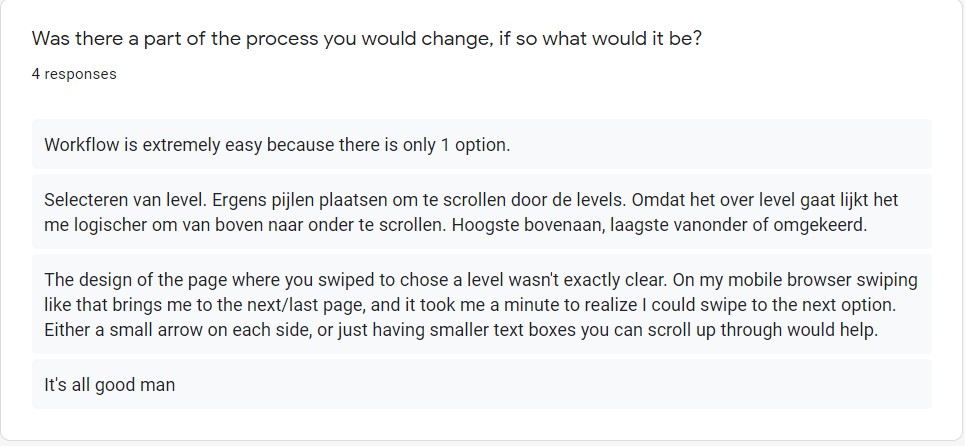 Was there a part of the process you would change, if so what would it be?
4 responses
Workflow is extremely easy because there is only 1 option.
Selecteren van level. Ergens pijlen plaatsen om te scrollen door de levels. Omdat het over level gaat lijkt het
me logischer om van boven naar onder te scrollen. Hoogste bovenaan, laagste vanonder of omgekeerd.
The design of the page where you swiped to chose a level wasn't exactly clear. On my mobile browser swiping
like that brings me to the next/last page, and it took me a minute to realize I could swipe to the next option.
Either a small arrow on each side, or just having smaller text boxes you can scroll up through would help.
It's all good man